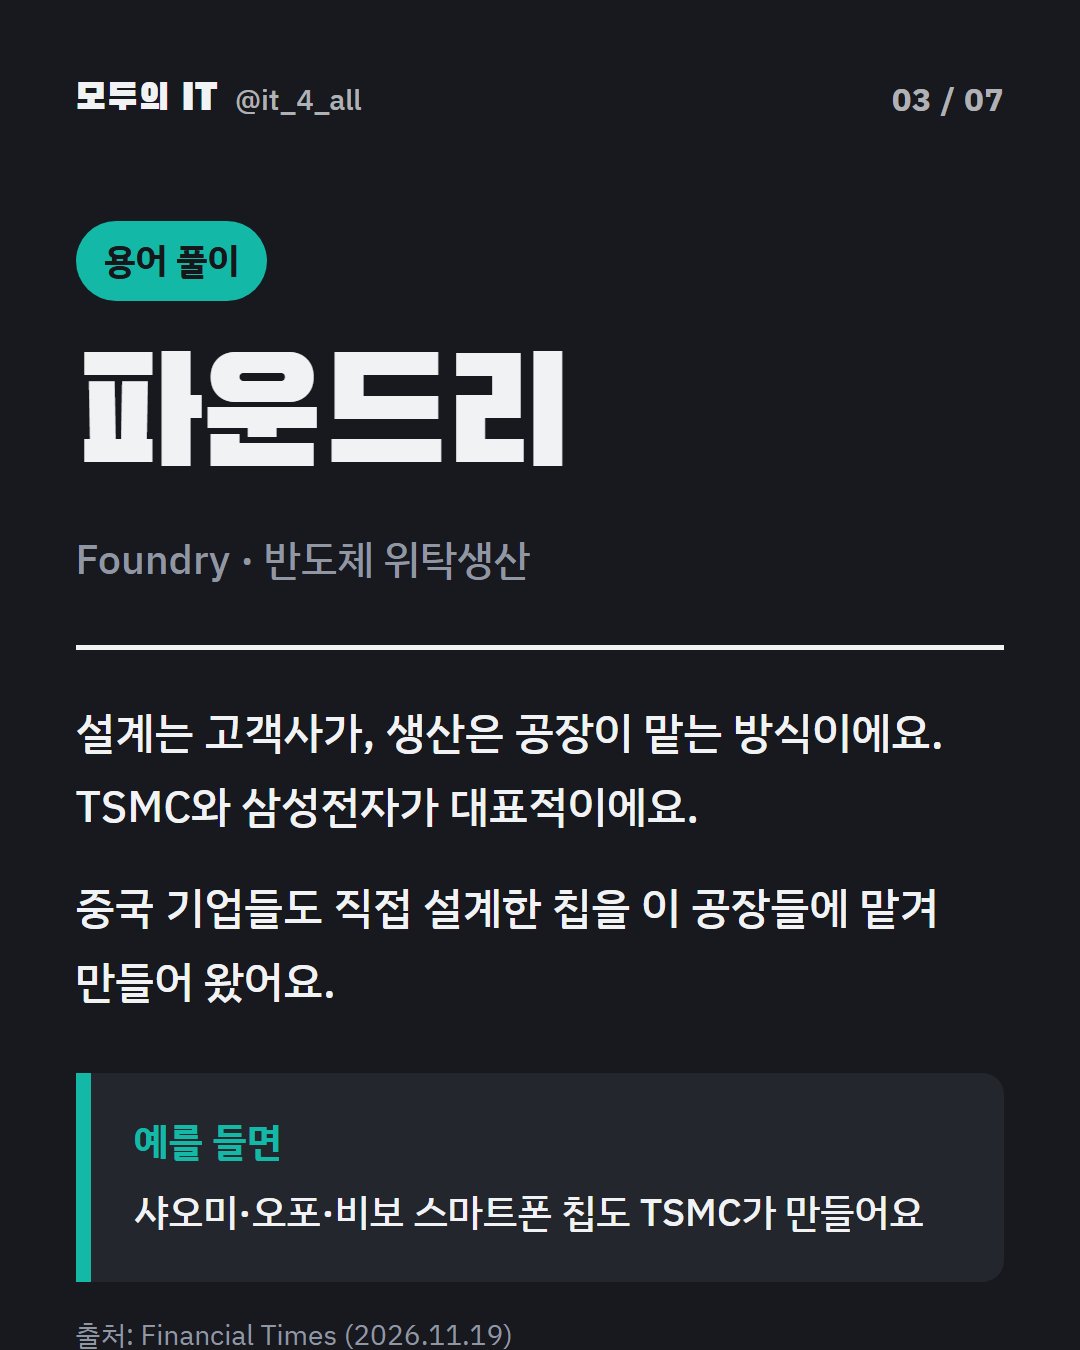 모두의 IT @it_4_all
03 / 07
용어 풀이
파운드리
Foundry · 반도체 위탁생산
설계는 고객사가, 생산은 공장이 맡는 방식이에요.
TSMC와 삼성전자가 대표적이에요.
중국 기업들도 직접 설계한 칩을 이 공장들에 맡겨
만들어 왔어요.
예를 들면
샤오미·오포·비보 스마트폰 칩도 TSMC가 만들어요
출처: Financial Times (2026.11.19)